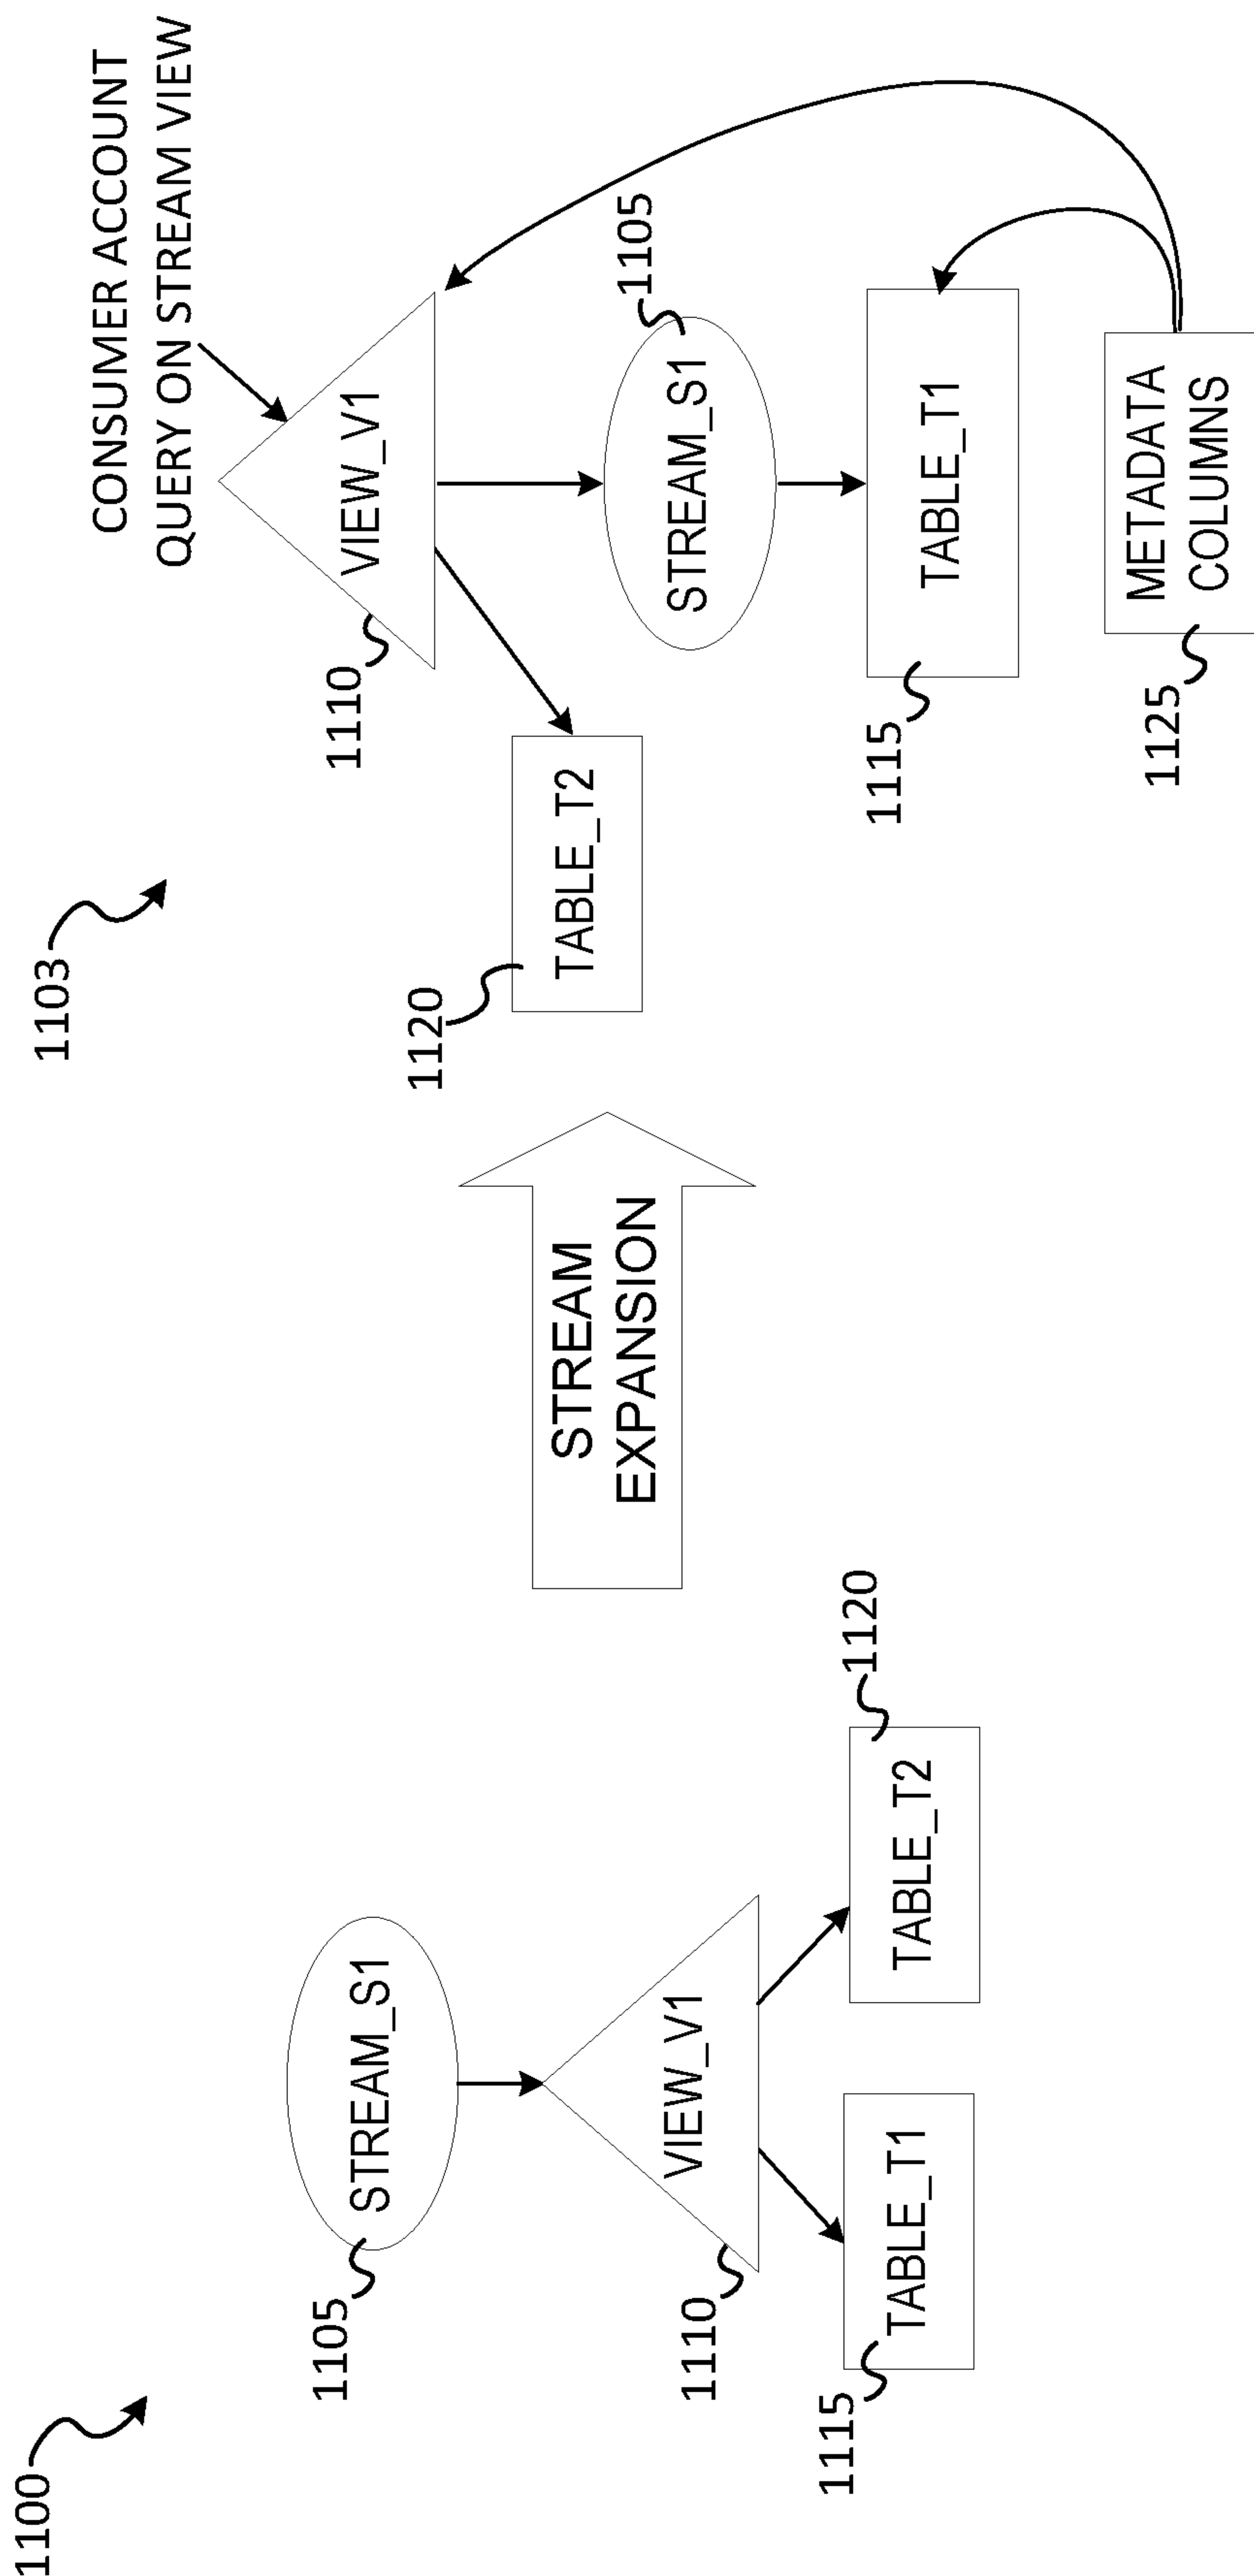 1100
1105
STREAM_S1
1110
VIEW_V1
1115
TABLE_T1
TABLE_T2
1120
STREAM
EXPANSION
1103
CONSUMER ACCOUNT
QUERY ON STREAM VIEW
1110
VIEW_V1
1120
TABLE_T2
STREAM_S1
1105
1115
TABLE_T1
1125
METADATA
COLUMNS